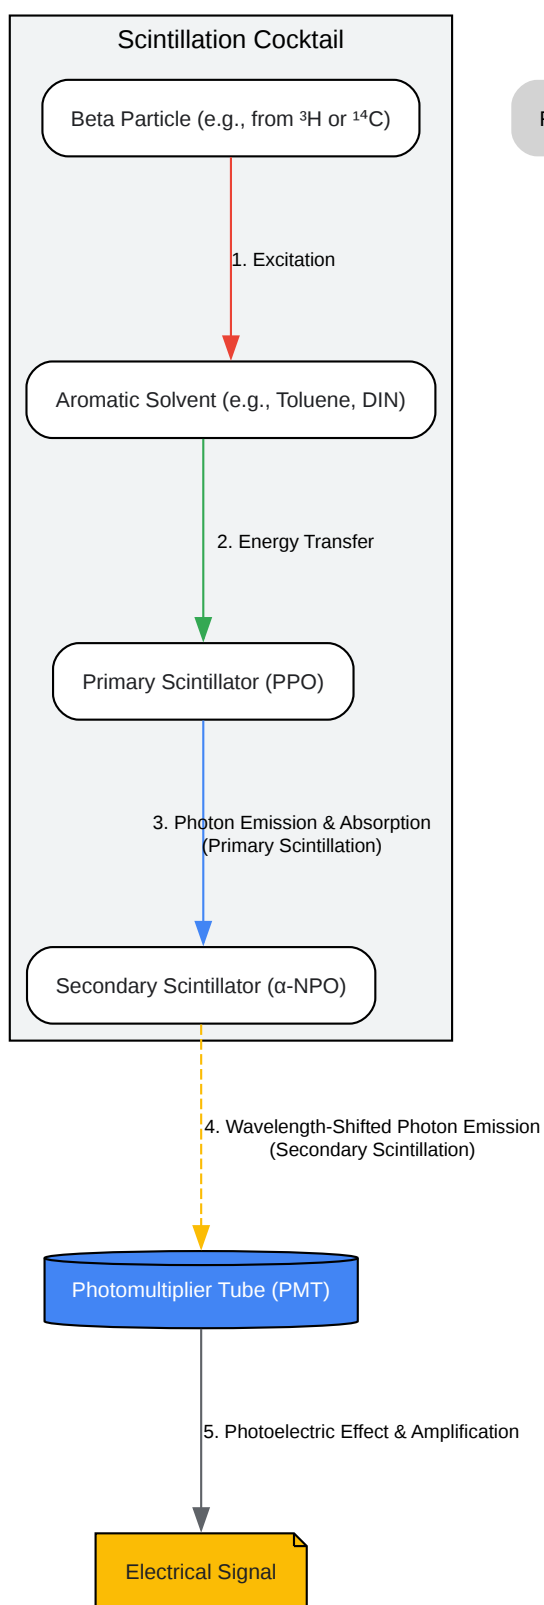 Scintillation Cocktail
Beta Particle (e.g., from ³H or ¹⁴C)
1. Excitation
Aromatic Solvent (e.g., Toluene, DIN)
2. Energy Transfer
Primary Scintillator (PPO)
3. Photon Emission & Absorption
(Primary Scintillation)
Secondary Scintillator (α-NPO)
4. Wavelength-Shifted Photon Emission
(Secondary Scintillation)
Photomultiplier Tube (PMT)
5. Photoelectric Effect & Amplification
Electrical Signal